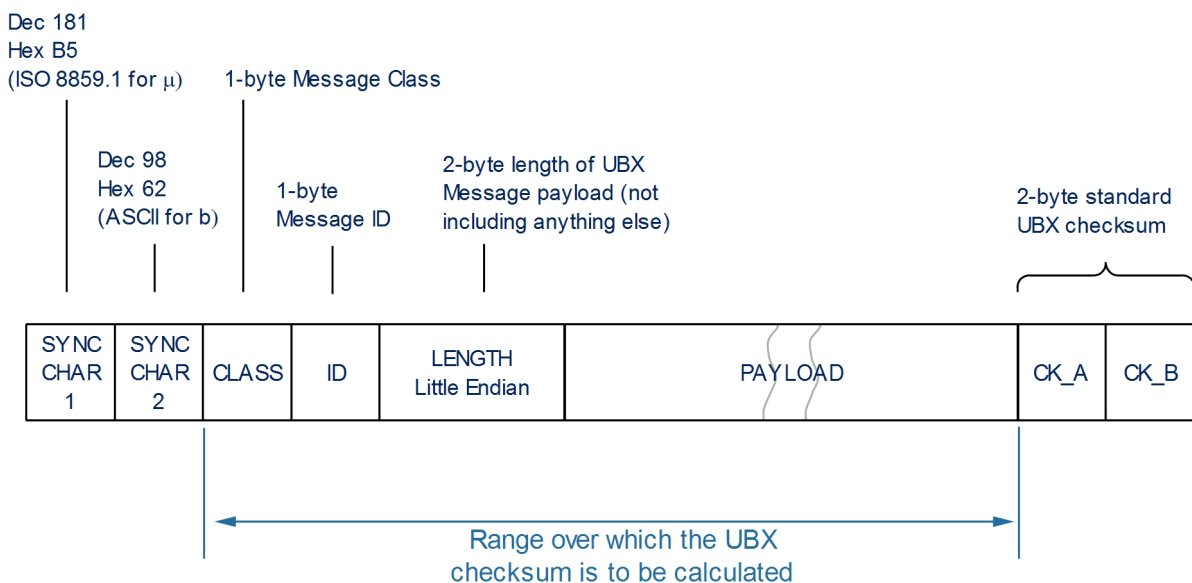 Dec 181
Hex B5
(ISO 8859.1 for μ)
1-byte Message Class
Dec 98
Hex 62
(ASCII for b)
1-byte
Message ID
2-byte length of UBX
Message payload (not
including anything else)
2-byte standard
UBX checksum
SYNC
CHAR
1
SYNC
CHAR
2
CLASS
ID
LENGTH
Little Endian
PAYLOAD
CK_A
CK_B
Range over which the UBX
checksum is to be calculated